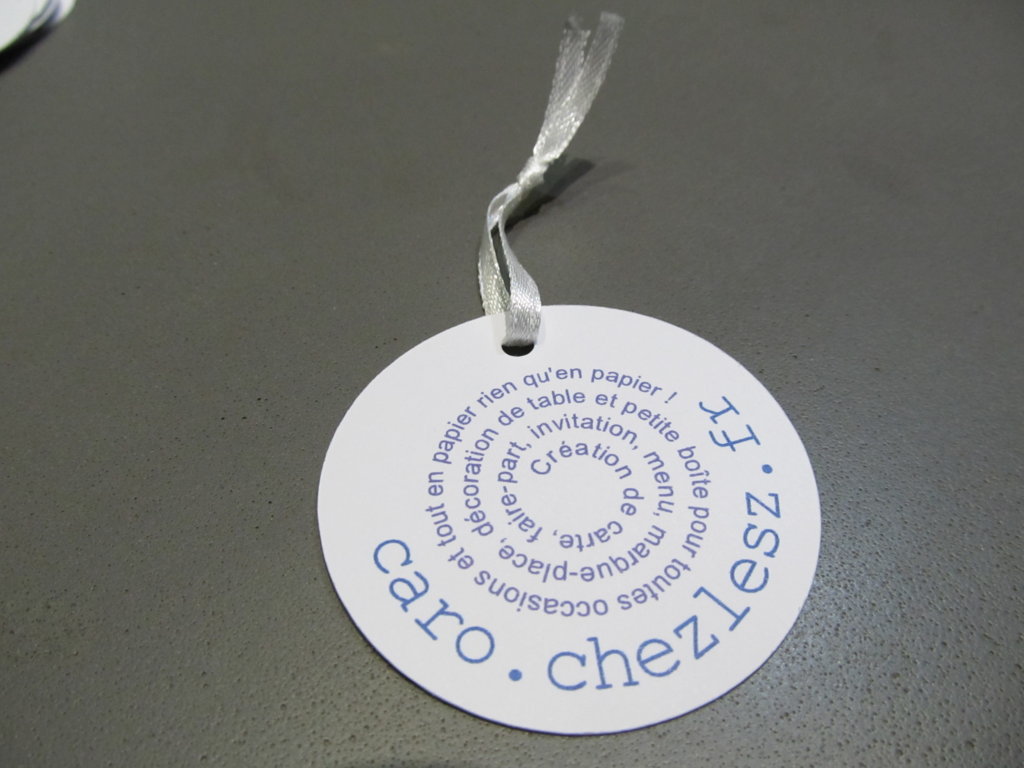 Création de carte, faire-part, invitation, menu, marque-place, décoration de table et petite boîte pour toutes occasions et tout en papier rien qu'en papier !
caro.chezlesz.fr